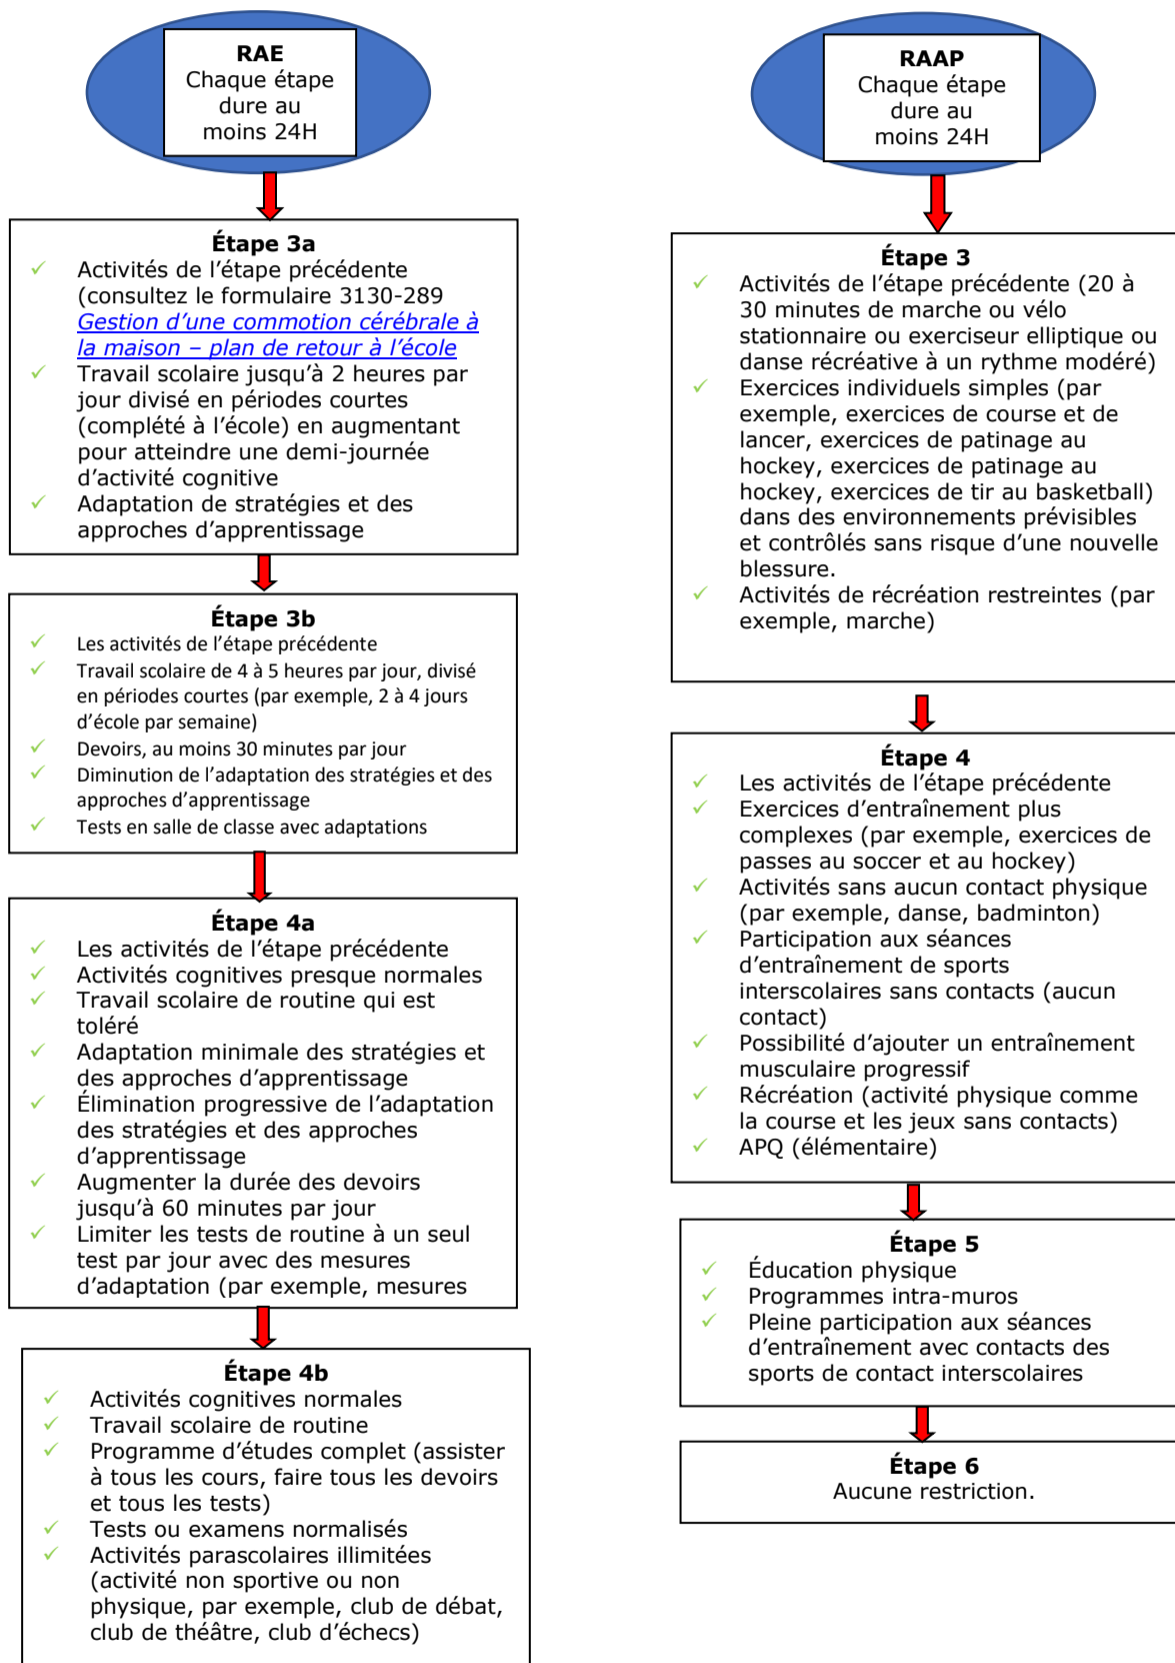 RAE
Chaque étape
dure au
moins 24H
Étape 3a
Activités de l'étape précédente
(consultez le formulaire 3130-289
Gestion d'une commotion cérébrale à
la maison – plan de retour à l'école
Travail scolaire jusqu'à 2 heures par
jour divisé en périodes courtes
(complété à l'école) en augmentant
pour atteindre une demi-journée
d'activité cognitive
Adaptation de stratégies et des
approches d'apprentissage
Étape 3b
Les activités de l'étape précédente
Travail scolaire de 4 à 5 heures par jour, divisé
en périodes courtes (par exemple, 2 à 4 jours
d'école par semaine)
Devoirs, au moins 30 minutes par jour
Diminution de l'adaptation des stratégies et des
approches d'apprentissage
Tests en salle de classe avec adaptations
Étape 4a
Les activités de l'étape précédente
Activités cognitives presque normales
Travail scolaire de routine qui est
toléré
Adaptation minimale des stratégies et
des approches d'apprentissage
Élimination progressive de l'adaptation
des stratégies et des approches
d'apprentissage
Augmenter la durée des devoirs
jusqu'à 60 minutes par jour
Limiter les tests de routine à un seul
test par jour avec des mesures
d'adaptation (par exemple, mesures
Étape 4b
Activités cognitives normales
Travail scolaire de routine
Programme d'études complet (assister
à tous les cours, faire tous les devoirs
et tous les tests)
Tests ou examens normalisés
Activités parascolaires illimitées
(activité non sportive ou non
physique, par exemple, club de débat,
club de théâtre, club d'échecs)
RAAP
Chaque étape
dure au
moins 24H
Étape 3
Activités de l'étape précédente (20 à
30 minutes de marche ou vélo
stationnaire ou exerciseur elliptique ou
danse récréative à un rythme modéré)
Exercices individuels simples (par
exemple, exercices de course et de
lancer, exercices de patinage au
hockey, exercices de patinage au
hockey, exercices de tir au basketball)
dans des environnements prévisibles
et contrôlés sans risque d'une nouvelle
blessure.
Activités de récréation restreintes (par
exemple, marche)
Étape 4
Les activités de l'étape précédente
Exercices d'entraînement plus
complexes (par exemple, exercices de
passes au soccer et au hockey)
Activités sans aucun contact physique
(par exemple, danse, badminton)
Participation aux séances
d'entraînement de sports
interscolaires sans contacts (aucun
contact)
Possibilité d'ajouter un entraînement
musculaire progressif
Récréation (activité physique comme
la course et les jeux sans contacts)
APQ (élémentaire)
Étape 5
Éducation physique
Programmes intra-muros
Pleine participation aux séances
d'entraînement avec contacts des
sports de contact interscolaires
Étape 6
Aucune restriction.